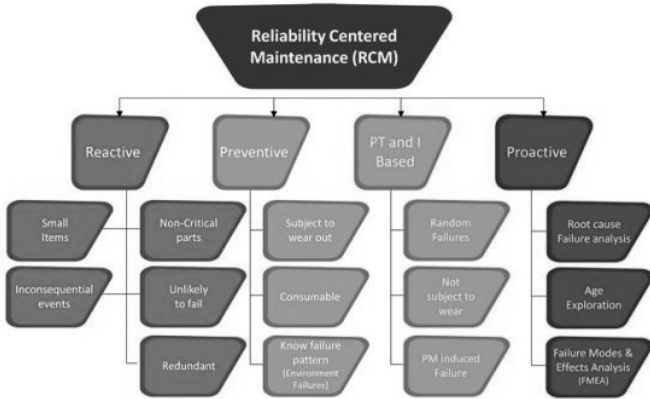 Reliability Centered
Maintenance (RCM)
Reactive
Preventive
PT and I
Based
Proactive
Small
Items
Non-Critical
parts
Subject to
wear out
Random
Failures
Root cause
Failure analysis
Inconsequential
events
Unlikely
to fail
Consumable
Not
subject to
wear
Age
Exploration
Redundant
Know failure
pattern
(Environment
Failures)
PM induced
Failure
Failure Modes &
Effects Analysis
(FMEA)